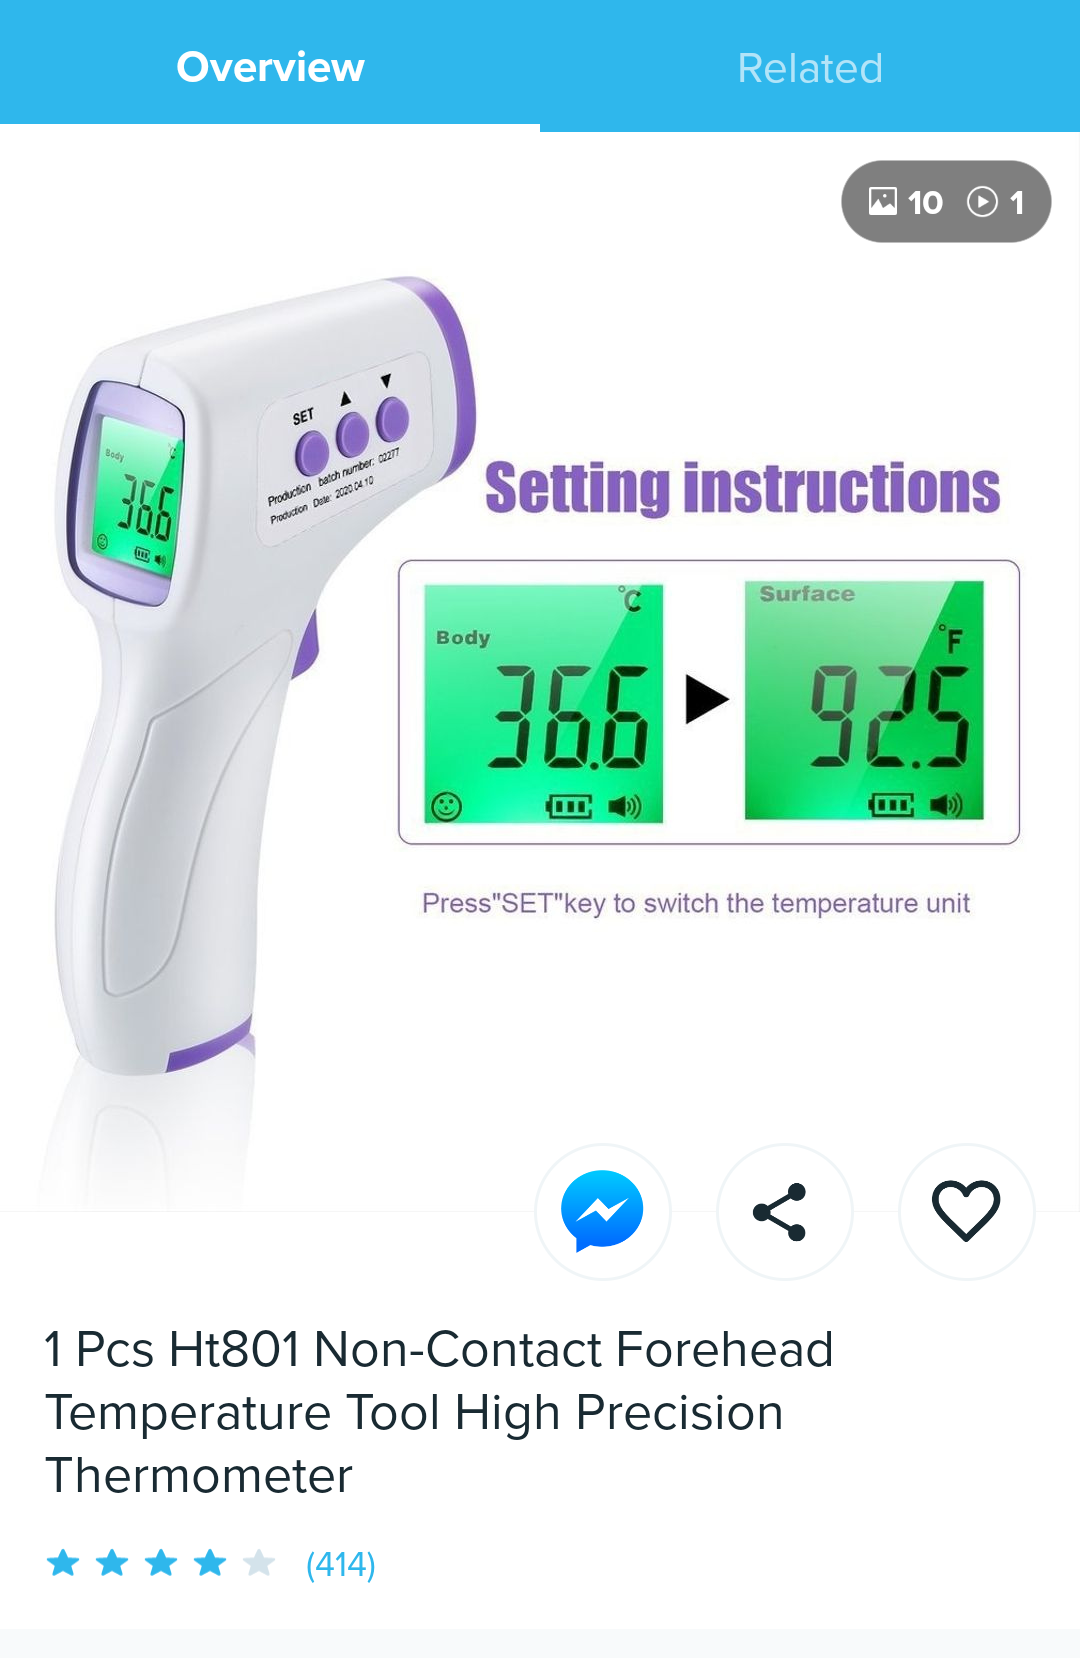 Overview
Related
10
1
SET
▲
▼
Production batch number: 02277
Production Date: 2020.04.10
Body
°C
36.6
Setting instructions
°C
Body
36.6
Surface
°F
92.5
Press"SET"key to switch the temperature unit
1 Pcs Ht801 Non-Contact Forehead
Temperature Tool High Precision
Thermometer
(414)